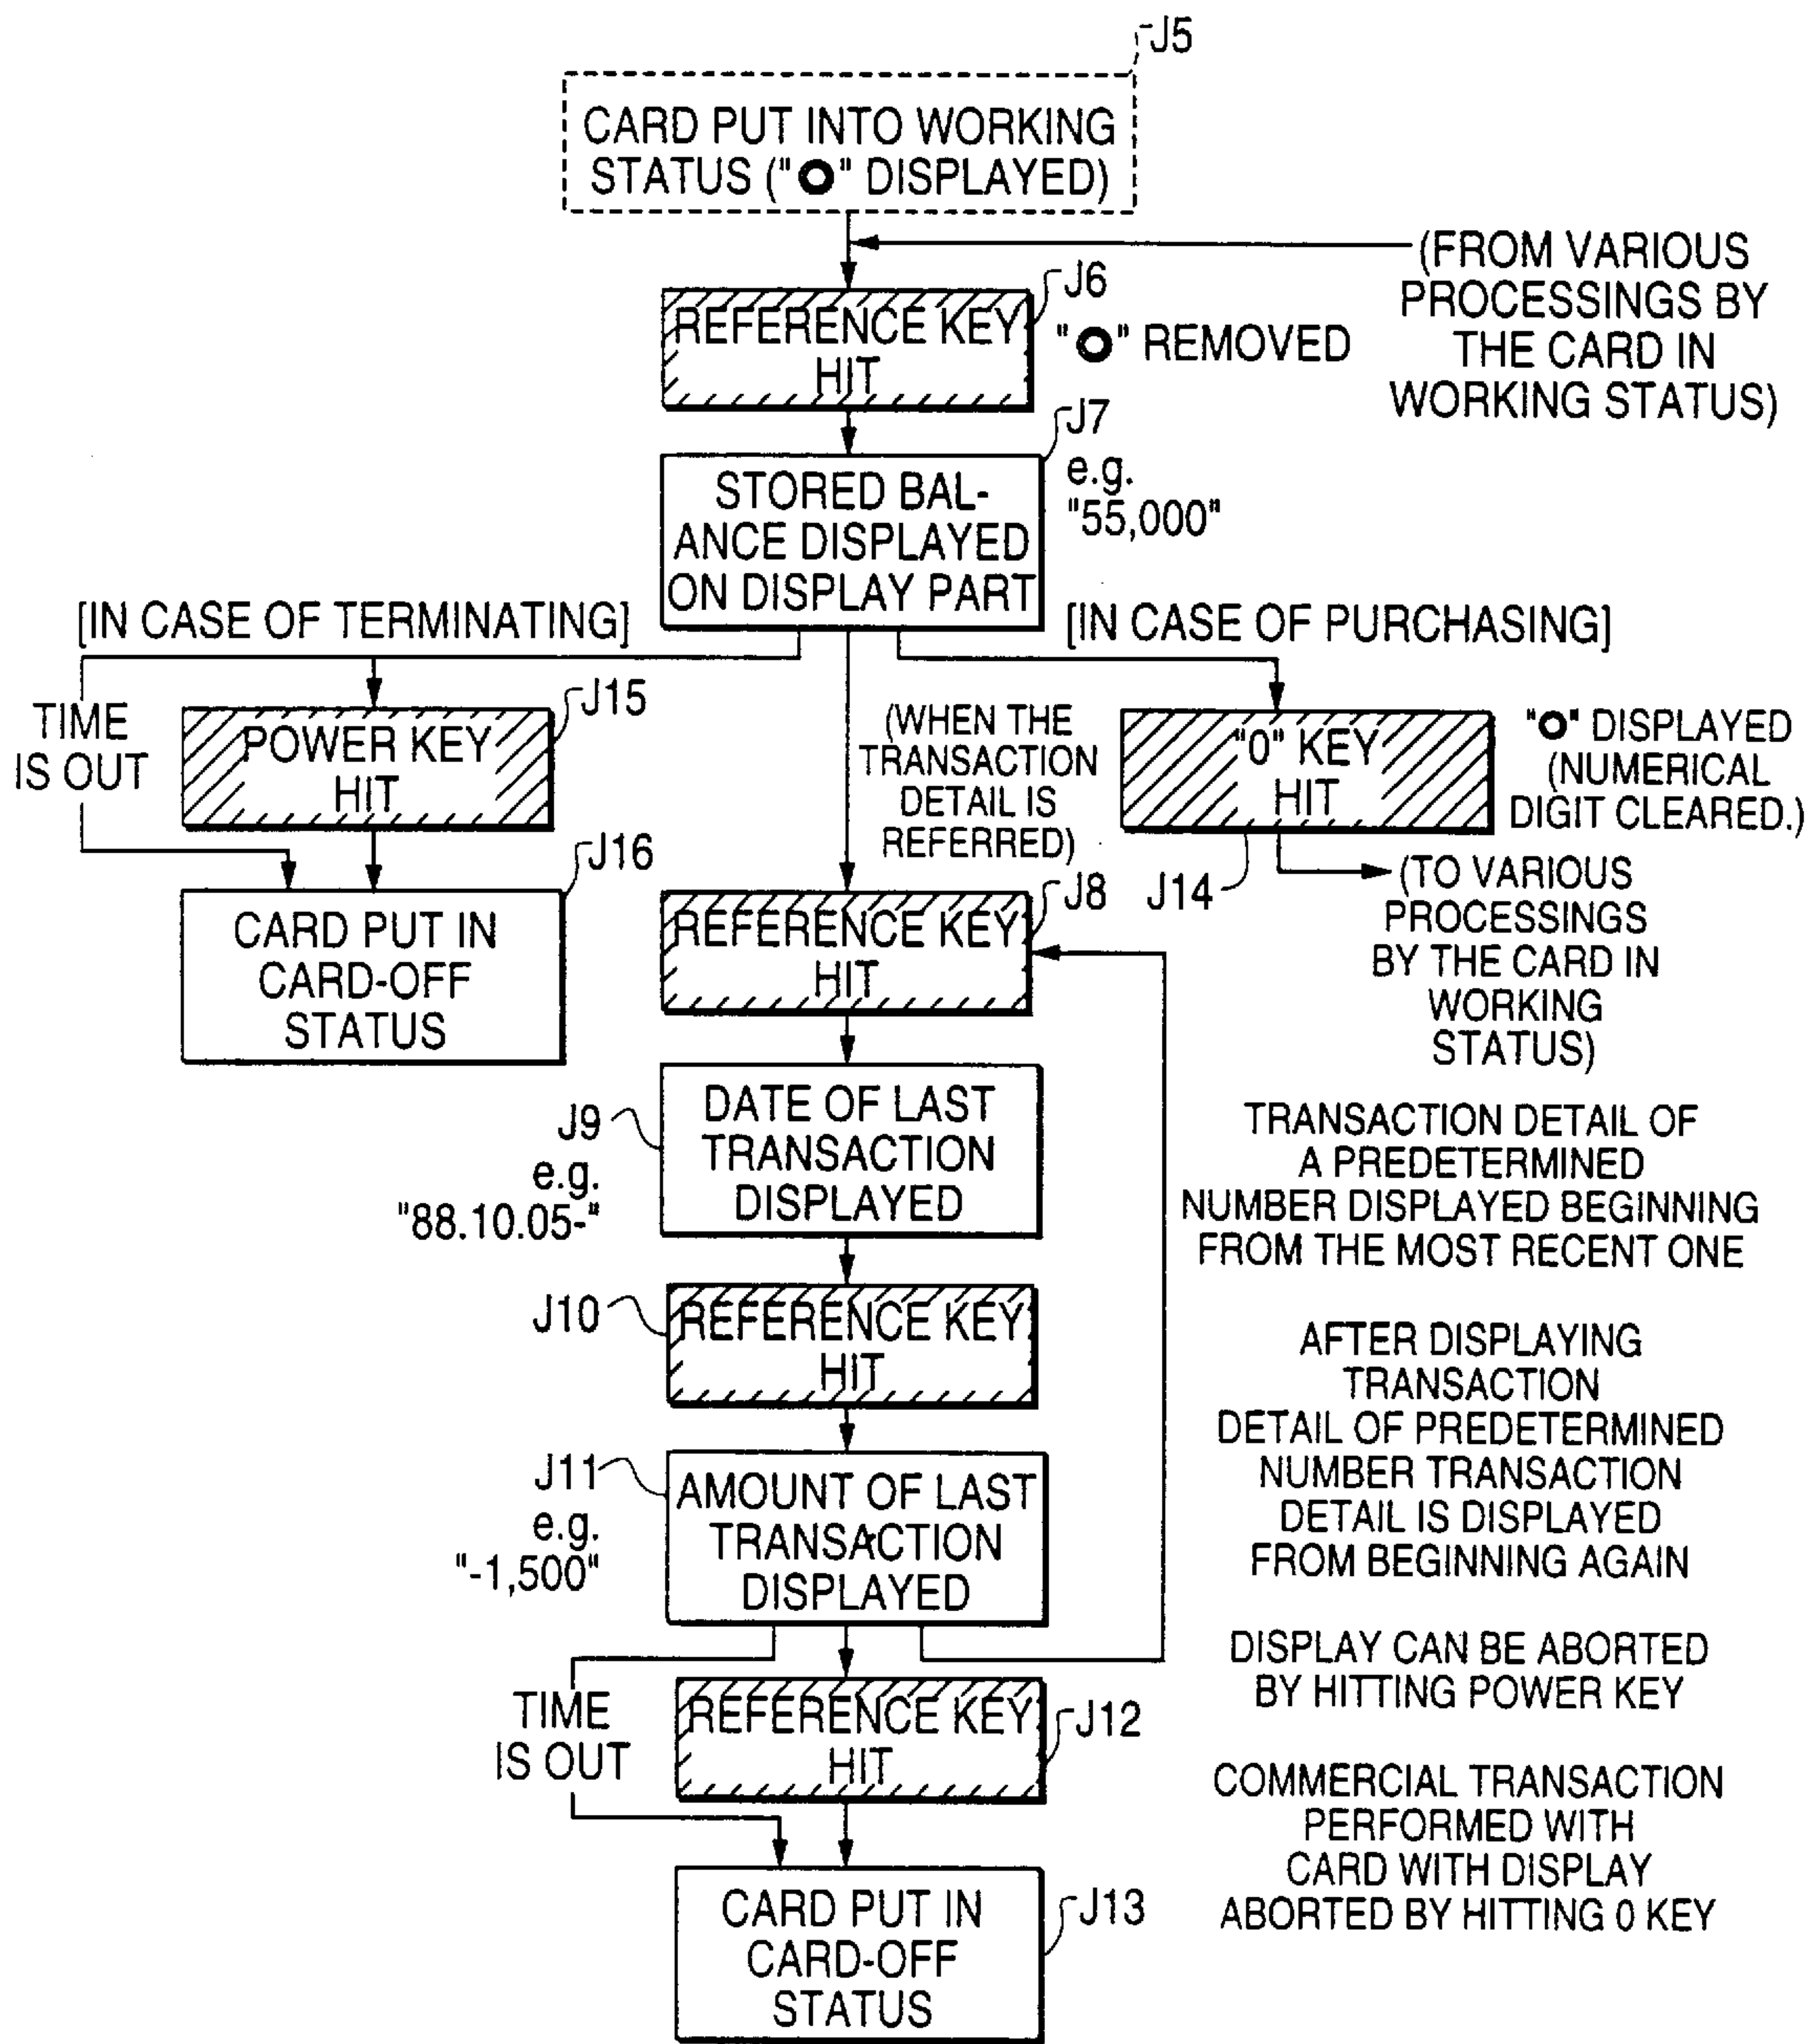 J5
CARD PUT INTO WORKING
STATUS ("O" DISPLAYED)
(FROM VARIOUS
PROCESSINGS BY
THE CARD IN
WORKING STATUS)
J6
REFERENCE KEY
HIT
"O" REMOVED
J7
STORED BAL-
ANCE DISPLAYED
ON DISPLAY PART
e.g.
"55,000"
[IN CASE OF TERMINATING]
[IN CASE OF PURCHASING]
TIME
IS OUT
J15
POWER KEY
HIT
(WHEN THE
TRANSACTION
DETAIL IS
REFERRED)
"0" KEY
HIT
"O" DISPLAYED
(NUMERICAL
DIGIT CLEARED.)
J14
(TO VARIOUS
PROCESSINGS
BY THE CARD IN
WORKING
STATUS)
J16
CARD PUT IN
CARD-OFF
STATUS
J8
REFERENCE KEY
HIT
J9
e.g.
"88.10.05-"
DATE OF LAST
TRANSACTION
DISPLAYED
TRANSACTION DETAIL OF
A PREDETERMINED
NUMBER DISPLAYED BEGINNING
FROM THE MOST RECENT ONE
J10
REFERENCE KEY
HIT
AFTER DISPLAYING
TRANSACTION
DETAIL OF PREDETERMINED
NUMBER TRANSACTION
DETAIL IS DISPLAYED
FROM BEGINNING AGAIN
J11
e.g.
"-1,500"
AMOUNT OF LAST
TRANSACTION
DISPLAYED
DISPLAY CAN BE ABORTED
BY HITTING POWER KEY
TIME
IS OUT
REFERENCE KEY
HIT
J12
COMMERCIAL TRANSACTION
PERFORMED WITH
CARD WITH DISPLAY
ABORTED BY HITTING 0 KEY
CARD PUT IN
CARD-OFF
STATUS
J13